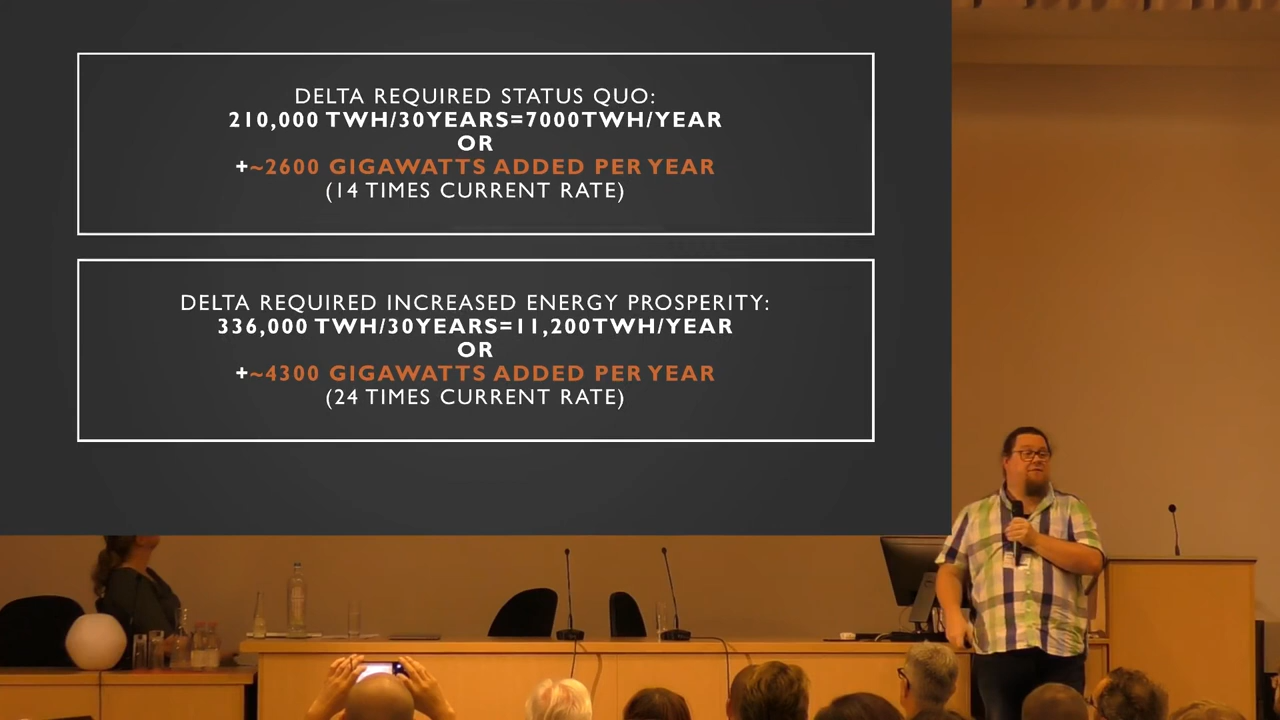 DELTA REQUIRED STATUS QUO:
210,000 TWH/30YEARS=7000TWH/YEAR
OR
+~2600 GIGAWATTS ADDED PER YEAR
(14 TIMES CURRENT RATE)
DELTA REQUIRED INCREASED ENERGY PROSPERITY:
336,000 TWH/30YEARS=11,200TWH/YEAR
OR
+~4300 GIGAWATTS ADDED PER YEAR
(24 TIMES CURRENT RATE)